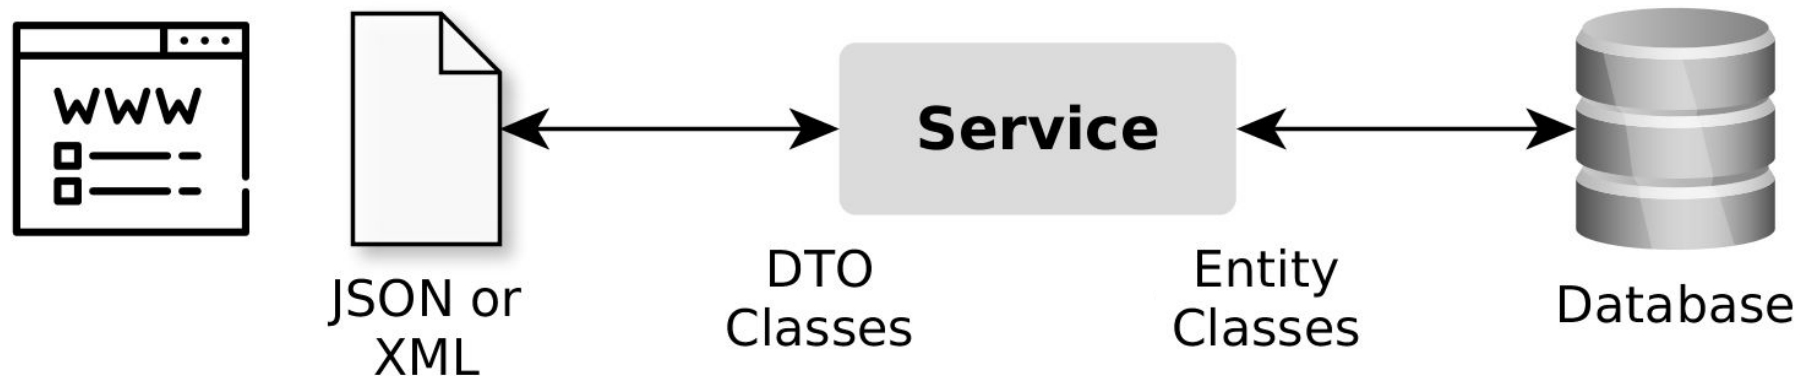 WWW
Service
JSON or
XML
DTO
Classes
Entity
Classes
Database